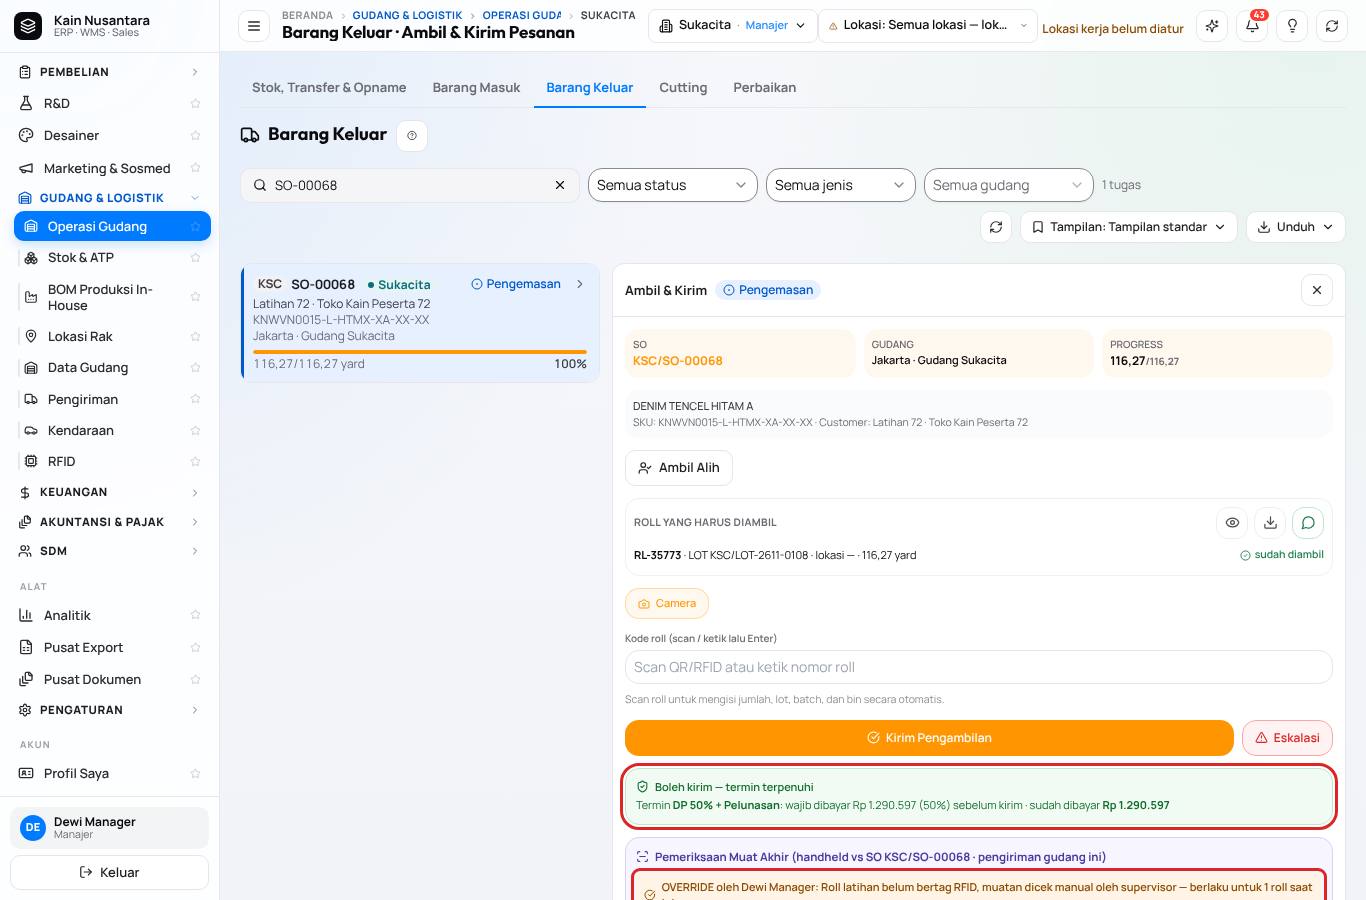 Kain Nusantara
ERP · WMS · Sales
PEMBELIAN
R&D
Desainer
Marketing & Sosmed
GUDANG & LOGISTIK
Operasi Gudang
Stok & ATP
BOM Produksi In-
House
Lokasi Rak
Data Gudang
Pengiriman
Kendaraan
RFID
KEUANGAN
AKUNTANSI & PAJAK
SDM
ALAT
Analitik
Pusat Export
Pusat Dokumen
PENGATURAN
AKUN
Profil Saya
DE
Dewi Manager
Manajer
Keluar
BERANDA > GUDANG & LOGISTIK > OPERASI GUDA > SUKACITA
Barang Keluar · Ambil & Kirim Pesanan
Sukacita · Manajer
Lokasi: Semua lokasi — lok...
Lokasi kerja belum diatur
43
Stok, Transfer & Opname
Barang Masuk
Barang Keluar
Cutting
Perbaikan
Barang Keluar
SO-00068
Semua status
Semua jenis
Semua gudang
1 tugas
Tampilan: Tampilan standar
Unduh
KSC SO-00068 • Sukacita
Pengemasan
Latihan 72 · Toko Kain Peserta 72
KNWVN0015-L-HTMX-XA-XX-XX
Jakarta · Gudang Sukacita
116,27/116,27 yard
100%
Ambil & Kirim
Pengemasan
SO
KSC/SO-00068
GUDANG
Jakarta · Gudang Sukacita
PROGRESS
116,27/116,27
DENIM TENCEL HITAM A
SKU: KNWVN0015-L-HTMX-XA-XX-XX · Customer: Latihan 72 · Toko Kain Peserta 72
Ambil Alih
ROLL YANG HARUS DIAMBIL
RL-35773 · LOT KSC/LOT-2611-0108 · lokasi — · 116,27 yard
sudah diambil
Camera
Kode roll (scan / ketik lalu Enter)
Scan QR/RFID atau ketik nomor roll
Scan roll untuk mengisi jumlah, lot, batch, dan bin secara otomatis.
Kirim Pengambilan
Eskalasi
Boleh kirim — termin terpenuhi
Termin DP 50% + Pelunasan: wajib dibayar Rp 1.290.597 (50%) sebelum kirim · sudah dibayar Rp 1.290.597
Pemeriksaan Muat Akhir (handheld vs SO KSC/SO-00068 · pengiriman gudang ini)
OVERRIDE oleh Dewi Manager: Roll latihan belum bertag RFID, muatan dicek manual oleh supervisor — berlaku untuk 1 roll saat